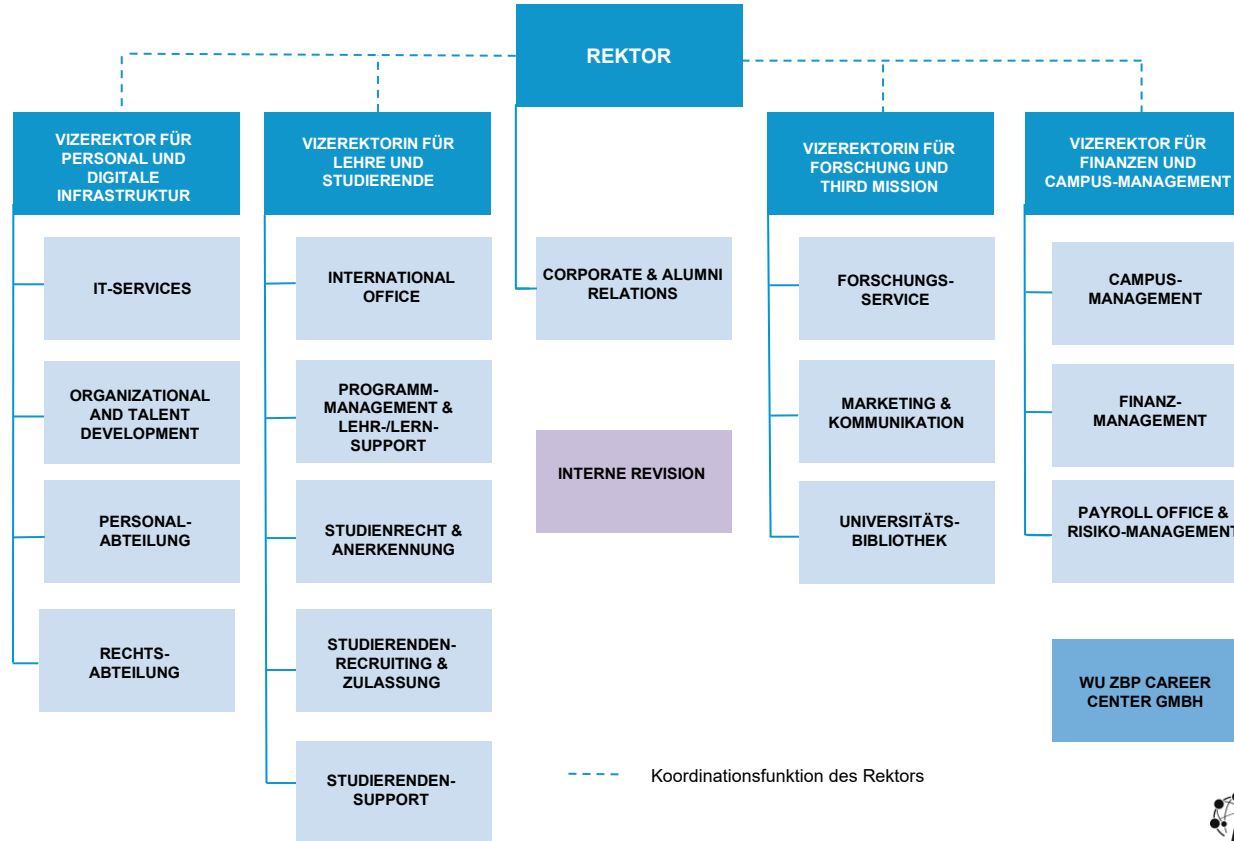 REKTOR
VIZEREKTOR FÜR
PERSONAL UND
DIGITALE
INFRASTRUKTUR
IT-SERVICES
ORGANIZATIONAL
AND TALENT
DEVELOPMENT
PERSONAL-
ABTEILUNG
RECHTS-
ABTEILUNG
VIZEREKTORIN FÜR
LEHRE UND
STUDIERENDE
INTERNATIONAL
OFFICE
PROGRAMM-
MANAGEMENT &
LEHR-/LERN-
SUPPORT
STUDIENRECHT &
ANERKENNUNG
STUDIERENDEN-
RECRUITING &
ZULASSUNG
STUDIERENDEN-
SUPPORT
CORPORATE & ALUMNI
RELATIONS
INTERNE REVISION
VIZEREKTORIN FÜR
FORSCHUNG UND
THIRD MISSION
FORSCHUNGS-
SERVICE
MARKETING &
KOMMUNIKATION
UNIVERSITÄTS-
BIBLIOTHEK
VIZEREKTOR FÜR
FINANZEN UND
CAMPUS-MANAGEMENT
CAMPUS-
MANAGEMENT
FINANZ-
MANAGEMENT
PAYROLL OFFICE &
RISIKO-MANAGEMENT
WU ZBP CAREER
CENTER GMBH
Koordinationsfunktion des Rektors